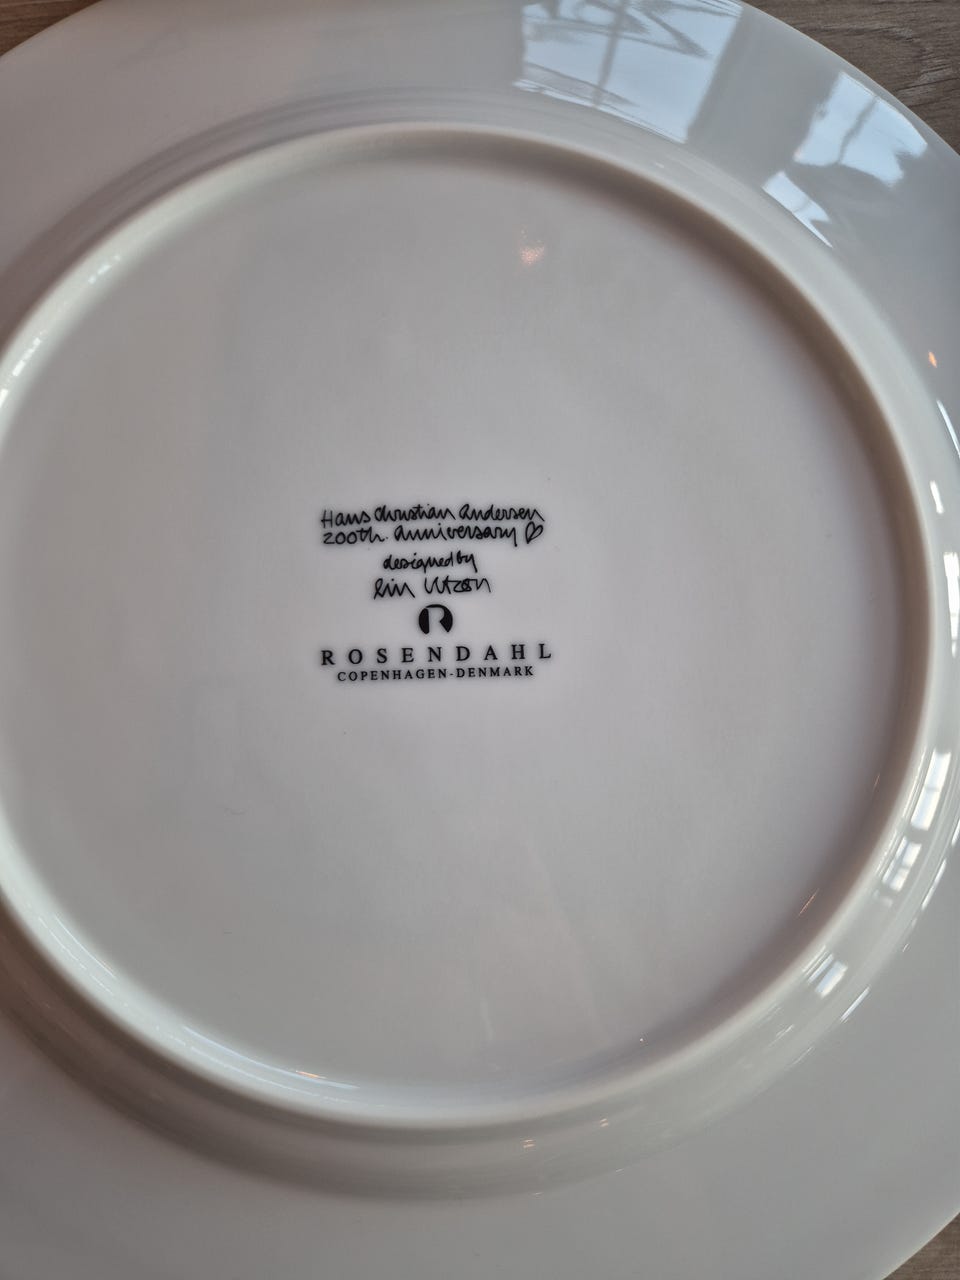 Hans Christian Andersen
200th. Anniversary ♡
designed by
Lin Utzon
R
ROSENDAHL
COPENHAGEN-DENMARK